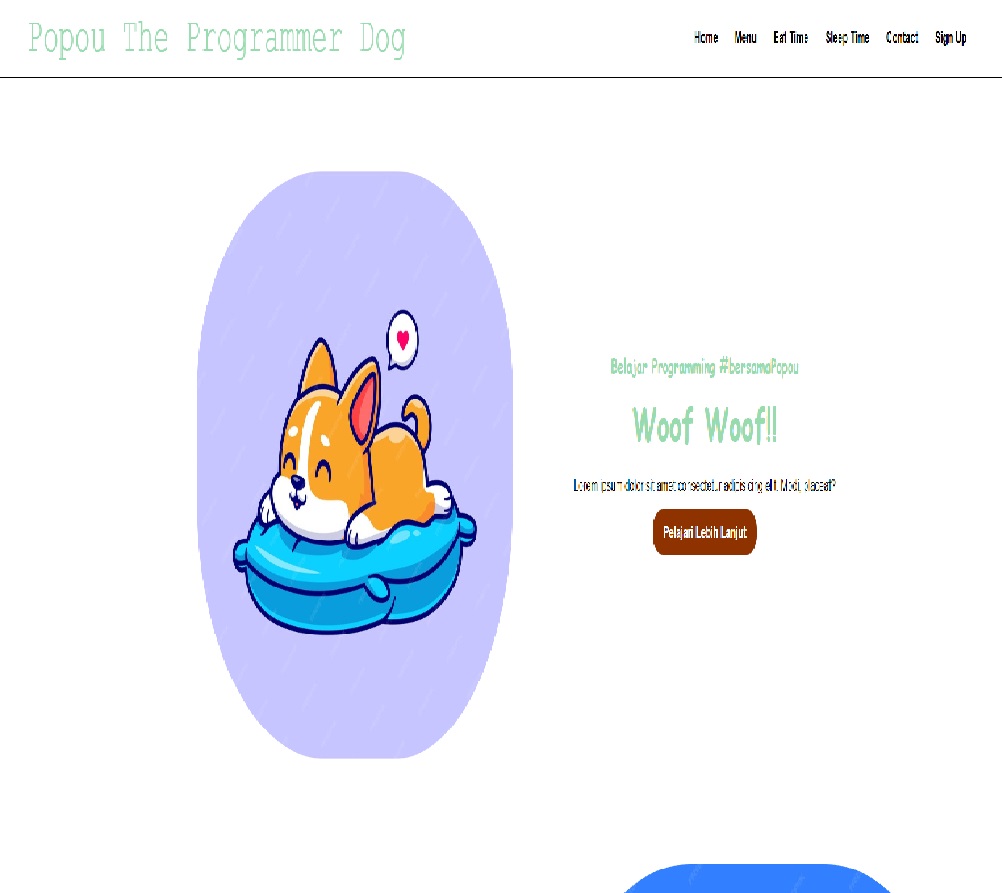 Popou The Programmer Dog
Home Menu Eat Time Sleep Time Contact Sign Up
Belajar Programming #bersamaPopou
Woof Woof!!
Lorem ipsum dolor sit amet consectetur adipisicing elit. Modi, placeat?
Pelajari Lebih Lanjut